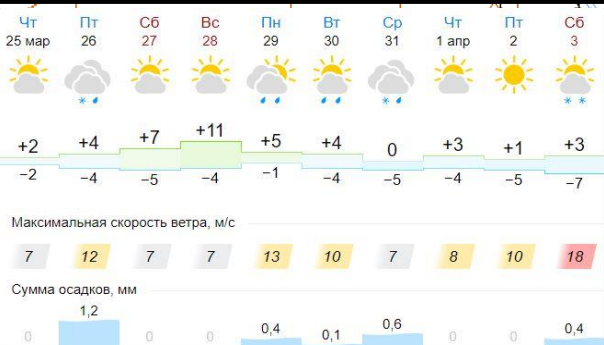 Чт Пт Сб Вс Пн Вт Ср Чт Пт Сб
25 мар 26 27 28 29 30 31 1 апр 2 3
+2 +4 +7 +11 +5 +4 0 +3 +1 +3
−2 −4 −5 −4 −1 −4 −5 −4 −5 −7
Максимальная скорость ветра, м/с
7 12 7 7 13 10 7 8 10 18
Сумма осадков, мм
0 1,2 0 0 0,4 0,1 0,6 0 0 0,4